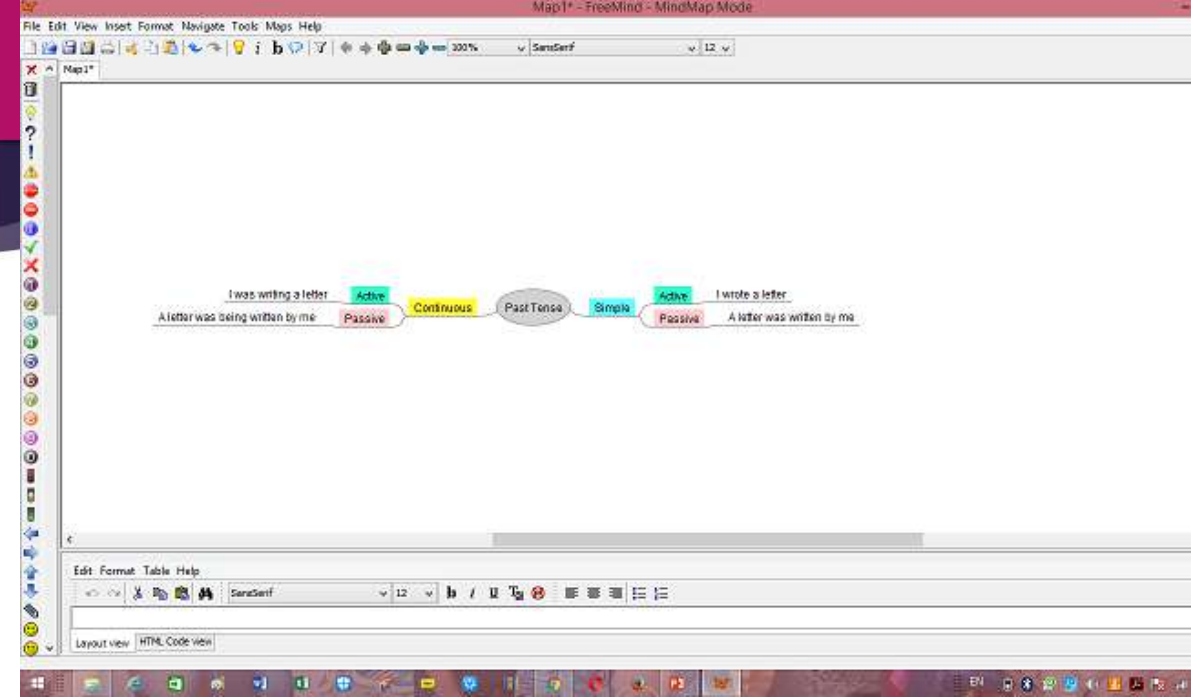 Map1* - FreeMind - MindMap Mode
File Edit View Insert Format Navigate Tools Maps Help
100% SansSerif 12
Map1*
I was writing a letter Active Continuous Past Tense Simple Active I wrote a letter
A letter was being written by me Passive Passive A letter was written by me
Edit Format Table Help
SansSerif 12
Layout view HTML Code view
EN